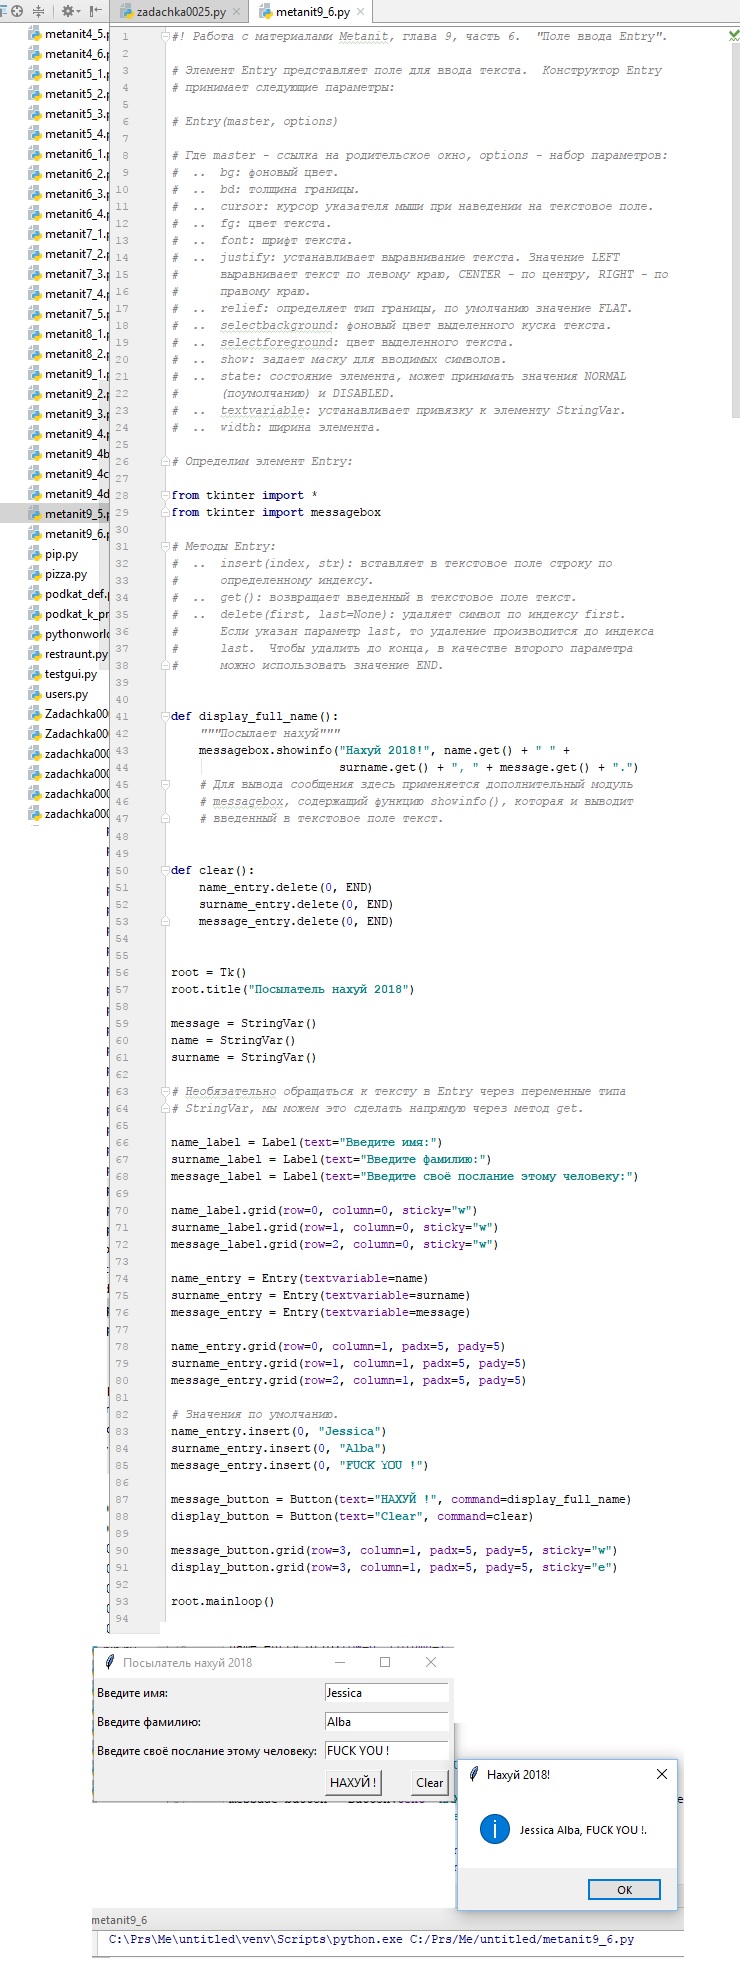 zadachka0025.py
metanit9_6.py
metanit4_5.p
metanit4_6.p
metanit5_1.p
metanit5_2.p
metanit5_3.p
metanit5_4.p
metanit6_1.p
metanit6_2.p
metanit6_3.p
metanit6_4.p
metanit7_1.p
metanit7_2.p
metanit7_3.p
metanit7_4.p
metanit7_5.p
metanit8_1.p
metanit8_2.p
metanit9_1.p
metanit9_2.p
metanit9_3.p
metanit9_4.p
metanit9_4b
metanit9_4c
metanit9_4d
metanit9_5.p
metanit9_6.p
pip.py
pizza.py
podkat_def.p
podkat_k_pr
pythonworld
restraunt.py
testgui.py
users.py
Zadachka00
Zadachka00
zadachka000
zadachka000
zadachka000
zadachka000
1 #! Работа с материалами Metanit, глава 9, часть 6.  "Поле ввода Entry".
2
3 # Элемент Entry представляет поле для ввода текста.  Конструктор Entry
4 # принимает следующие параметры:
5
6 # Entry(master, options)
7
8 # Где master - ссылка на родительское окно, options - набор параметров:
9 #  ..  bg: фоновый цвет.
10 #  ..  bd: толщина границы.
11 #  ..  cursor: курсор указателя мыши при наведении на текстовое поле.
12 #  ..  fg: цвет текста.
13 #  ..  font: шрифт текста.
14 #  ..  justify: устанавливает выравнивание текста. Значение LEFT
15 #      выравнивает текст по левому краю, CENTER - по центру, RIGHT - по
16 #      правому краю.
17 #  ..  relief: определяет тип границы, по умолчанию значение FLAT.
18 #  ..  selectbackground: фоновый цвет выделенного куска текста.
19 #  ..  selectforeground: цвет выделенного текста.
20 #  ..  show: задает маску для вводимых символов.
21 #  ..  state: состояние элемента, может принимать значения NORMAL
22 #      (поумолчанию) и DISABLED.
23 #  ..  textvariable: устанавливает привязку к элементу StringVar.
24 #  ..  width: ширина элемента.
25
26 # Определим элемент Entry:
27
28 from tkinter import *
29 from tkinter import messagebox
30
31 # Методы Entry:
32 #  ..  insert(index, str): вставляет в текстовое поле строку по
33 #      определенному индексу.
34 #  ..  get(): возвращает введенный в текстовое поле текст.
35 #  ..  delete(first, last=None): удаляет символ по индексу first.
36 #      Если указан параметр last, то удаление производится до индекса
37 #      last.  Чтобы удалить до конца, в качестве второго параметра
38 #      можно использовать значение END.
39
40
41 def display_full_name():
42     """Посылает нахуй"""
43     messagebox.showinfo("Нахуй 2018!", name.get() + " " +
44                         surname.get() + ", " + message.get() + ".")
45     # Для вывода сообщения здесь применяется дополнительный модуль
46     # messagebox, содержащий функцию showinfo(), которая и выводит
47     # введенный в текстовое поле текст.
48
49
50 def clear():
51     name_entry.delete(0, END)
52     surname_entry.delete(0, END)
53     message_entry.delete(0, END)
54
55
56 root = Tk()
57 root.title("Посылатель нахуй 2018")
58
59 message = StringVar()
60 name = StringVar()
61 surname = StringVar()
62
63 # Необязательно обращаться к тексту в Entry через переменные типа
64 # StringVar, мы можем это сделать напрямую через метод get.
65
66 name_label = Label(text="Введите имя:")
67 surname_label = Label(text="Введите фамилию:")
68 message_label = Label(text="Введите своё послание этому человеку:")
69
70 name_label.grid(row=0, column=0, sticky="w")
71 surname_label.grid(row=1, column=0, sticky="w")
72 message_label.grid(row=2, column=0, sticky="w")
73
74 name_entry = Entry(textvariable=name)
75 surname_entry = Entry(textvariable=surname)
76 message_entry = Entry(textvariable=message)
77
78 name_entry.grid(row=0, column=1, padx=5, pady=5)
79 surname_entry.grid(row=1, column=1, padx=5, pady=5)
80 message_entry.grid(row=2, column=1, padx=5, pady=5)
81
82 # Значения по умолчанию.
83 name_entry.insert(0, "Jessica")
84 surname_entry.insert(0, "Alba")
85 message_entry.insert(0, "FUCK YOU !")
86
87 message_button = Button(text="НАХУЙ !", command=display_full_name)
88 display_button = Button(text="Clear", command=clear)
89
90 message_button.grid(row=3, column=1, padx=5, pady=5, sticky="w")
91 display_button.grid(row=3, column=1, padx=5, pady=5, sticky="e")
92
93 root.mainloop()
94
Посылатель нахуй 2018
Введите имя: Jessica
Введите фамилию: Alba
Введите своё послание этому человеку: FUCK YOU !
НАХУЙ ! Clear
Нахуй 2018!
Jessica Alba, FUCK YOU !.
OK
metanit9_6
C:\Prs\Me\untitled\venv\Scripts\python.exe C:/Prs/Me/untitled/metanit9_6.py